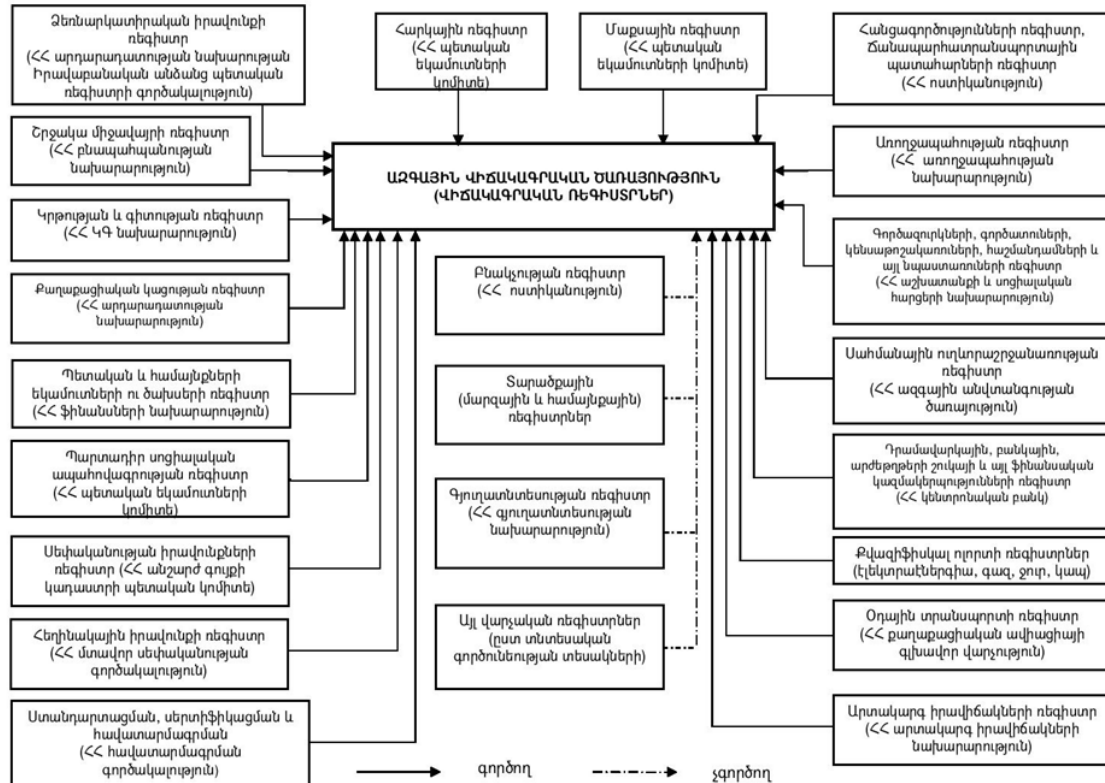 Ձեռնարկատիրական իրավունքի
ռեգիստր
(ՀՀ արդարադատության նախարության
Իրավաբանական անձանց պետական
ռեգիստրի գործակալություն)
Հարկային ռեգիստր
(ՀՀ պետական
եկամուտների
կոմիտե)
Մաքսային ռեգիստր
(ՀՀ պետական
եկամուտների կոմիտե)
Հանցագործությունների ռեգիստր,
Ճանապարհատրանսպորտային
պատահարների ռեգիստր
(ՀՀ ոստիկանություն)
Շրջակա միջավայրի ռեգիստր
(ՀՀ բնապահպանության
նախարարություն)
ԱԶԳԱՅԻՆ ՎԻՃԱԿԱԳՐԱԿԱՆ ԾԱՌԱՅՈՒԹՅՈՒՆ
(ՎԻՃԱԿԱԳՐԱԿԱՆ ՌԵԳԻՍՏՐՆԵՐ)
Առողջապահության ռեգիստր
(ՀՀ առողջապահության
նախարարություն)
Կրթության և գիտության ռեգիստր
(ՀՀ ԿԳ նախարարություն)
Գործազուրկների, գործատուների,
կենսաթոշակառուների, հաշմանդամների և
այլ նպաստառուների ռեգիստր
(ՀՀ աշխատանքի և սոցիալական
հարցերի նախարարություն)
Քաղաքացիական կացության ռեգիստր
(ՀՀ արդարադատության
նախարարություն)
Բնակչության ռեգիստր
(ՀՀ ոստիկանություն)
Պետական և համայնքների
եկամուտների ու ծախսերի ռեգիստր
(ՀՀ ֆինանսների նախարարություն)
Տարածքային
(մարզային և համայնքային)
ռեգիստրներ
Սահմանային ուղևորաշրջանառության
ռեգիստր
(ՀՀ ազգային անվտանգության
ծառայություն)
Պարտադիր սոցիալական
ապահովագրության ռեգիստր
(ՀՀ պետական եկամուտների
կոմիտե)
Գյուղատնտեսության ռեգիստր
(ՀՀ գյուղատնտեսության
նախարարություն)
Դրամավարկային, բանկային,
արժեթղթերի շուկայի և այլ ֆինանսական
կազմակերպությունների ռեգիստր
(ՀՀ կենտրոնական բանկ)
Սեփականության իրավունքների
ռեգիստր (ՀՀ անշարժ գույքի
կադաստրի պետական կոմիտե)
Քվազիֆիսկալ ոլորտի ռեգիստրներ
(էլեկտրաէներգիա, գազ, ջուր, կապ)
Հեղինակային իրավունքի ռեգիստր
(ՀՀ մտավոր սեփականության
գործակալություն)
Այլ վարչական ռեգիստրներ
(ըստ տնտեսական
գործունեության տեսակների)
Օդային տրանսպորտի ռեգիստր
(ՀՀ քաղաքացիական ավիացիայի
գլխավոր վարչություն)
Ստանդարտացման, սերտիֆիկացման և
հավատարմագրման
(ՀՀ հավատարմագրման
գործակալություն)
Արտակարգ իրավիճակների ռեգիստր
(ՀՀ արտակարգ իրավիճակների
նախարարություն)
գործող
չգործող